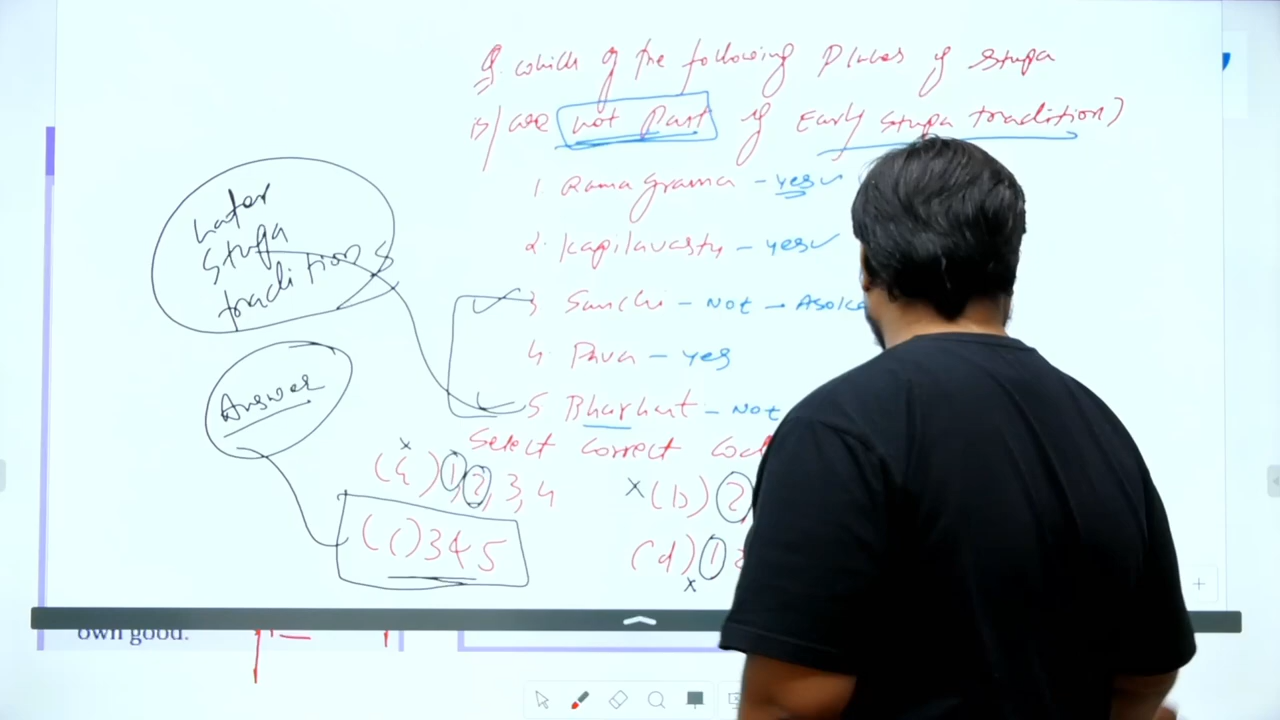 Q. which of the following Places of stupa
is/are not Part of Early stupa tradition)
1. Rama grama - yes
2. Kapilavastu - yes
3 Sanchi - Not - Asoka
4. Pava - yes
5 Bharhut - Not
Select correct
(a) 1, 2, 3, 4 x
x (b) 2,
(c) 3 & 5
(d) 1 x
Later
Stupa
traditions
Answer
own good.